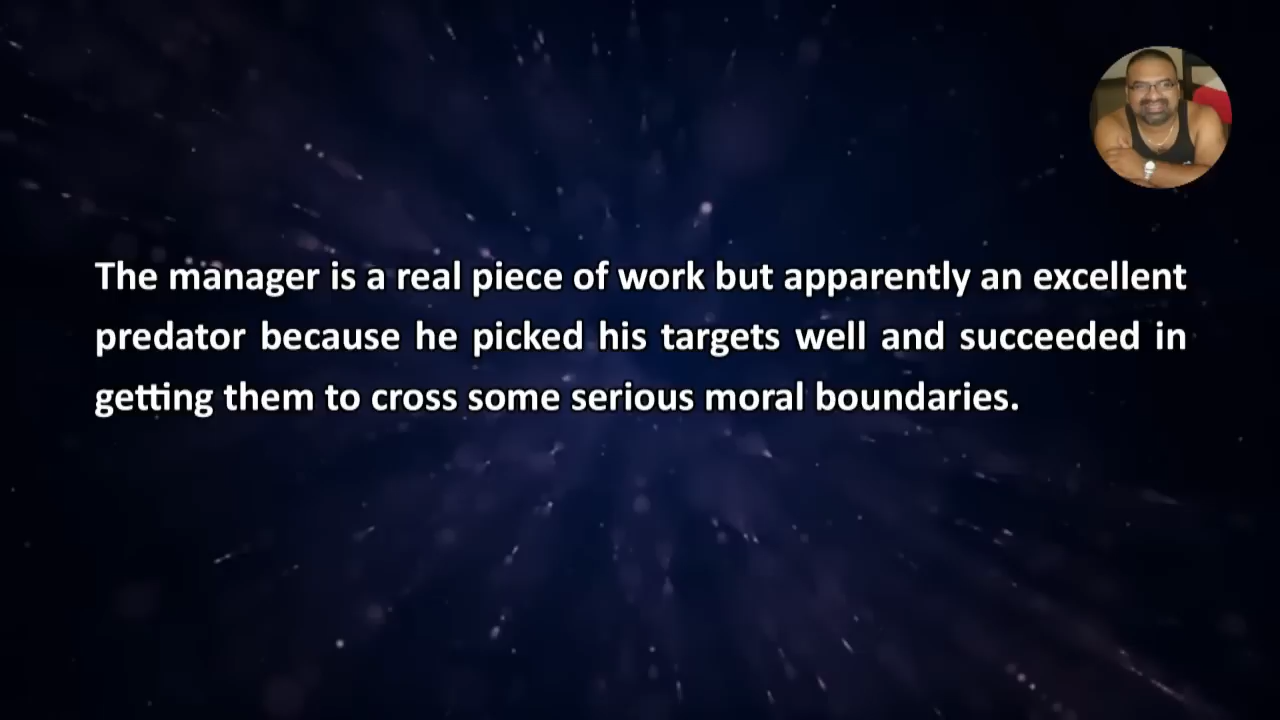 The manager is a real piece of work but apparently an excellent
predator because he picked his targets well and succeeded in
getting them to cross some serious moral boundaries.